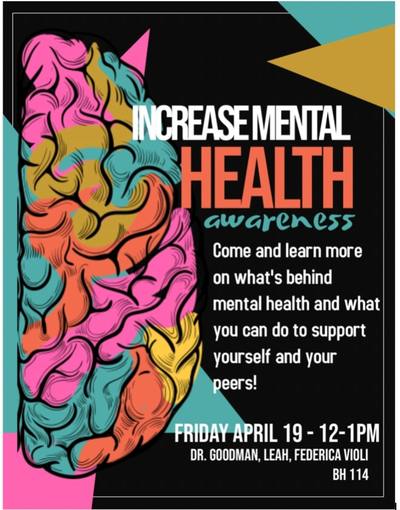 INCREASE MENTAL
HEALTH
awareness
Come and learn more
on what's behind
mental health and what
you can do to support
yourself and your
peers!
FRIDAY APRIL 19 - 12-1PM
DR. GOODMAN, LEAH, FEDERICA VIOLI
BH 114